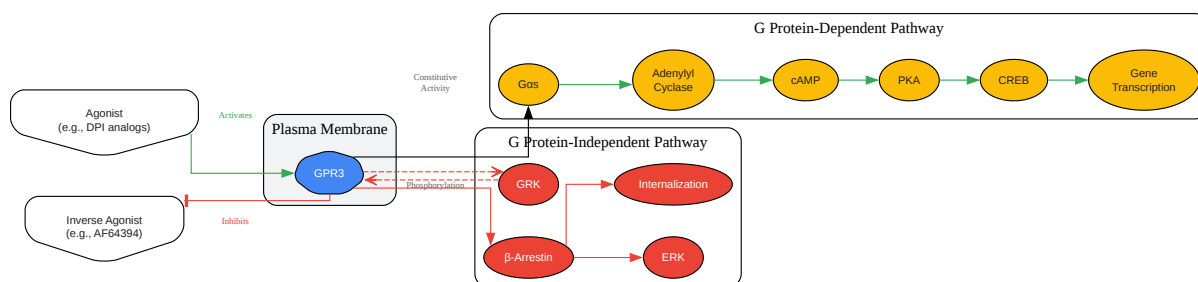 G Protein-Dependent Pathway
Constitutive
Activity
Gαs
Adenylyl
Cyclase
cAMP
PKA
CREB
Gene
Transcription
Agonist
(e.g., DPI analogs)
Activates
Plasma Membrane
GPR3
G Protein-Independent Pathway
Phosphorylation
GRK
Internalization
Inverse Agonist
(e.g., AF64394)
Inhibits
β-Arrestin
ERK